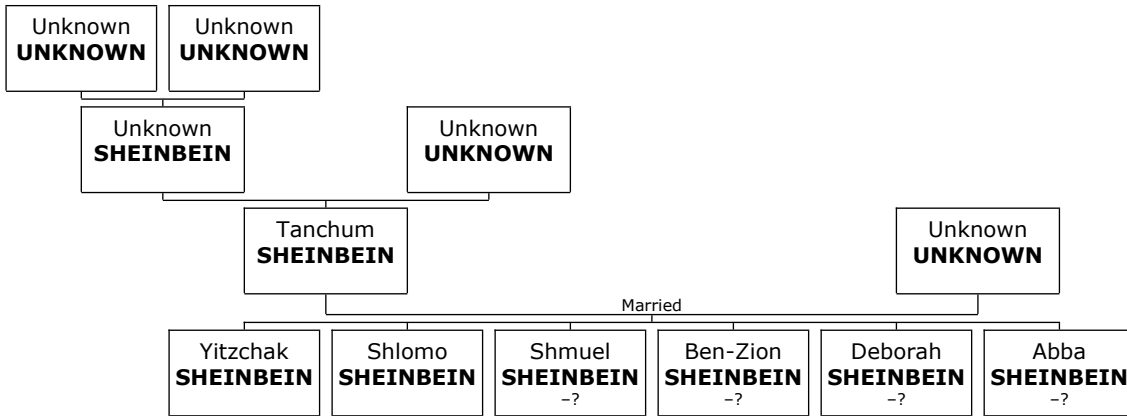 Unknown
UNKNOWN
Unknown
UNKNOWN
Unknown
SHEINBEIN
Unknown
UNKNOWN
Tanchum
SHEINBEIN
Unknown
UNKNOWN
Married
Yitzchak
SHEINBEIN
Shlomo
SHEINBEIN
Shmuel
SHEINBEIN
–?
Ben-Zion
SHEINBEIN
–?
Deborah
SHEINBEIN
–?
Abba
SHEINBEIN
–?